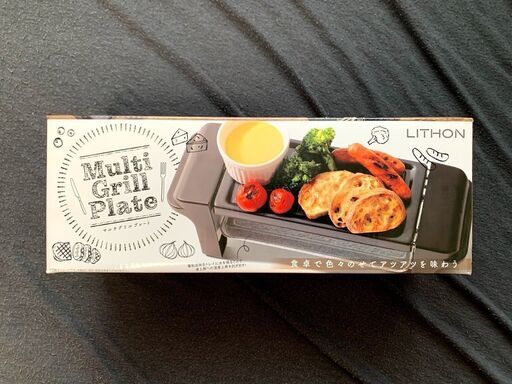 Multi
Grill
Plate
マルチグリルプレート
LITHON
食卓で色々のせてアツアツを味わう